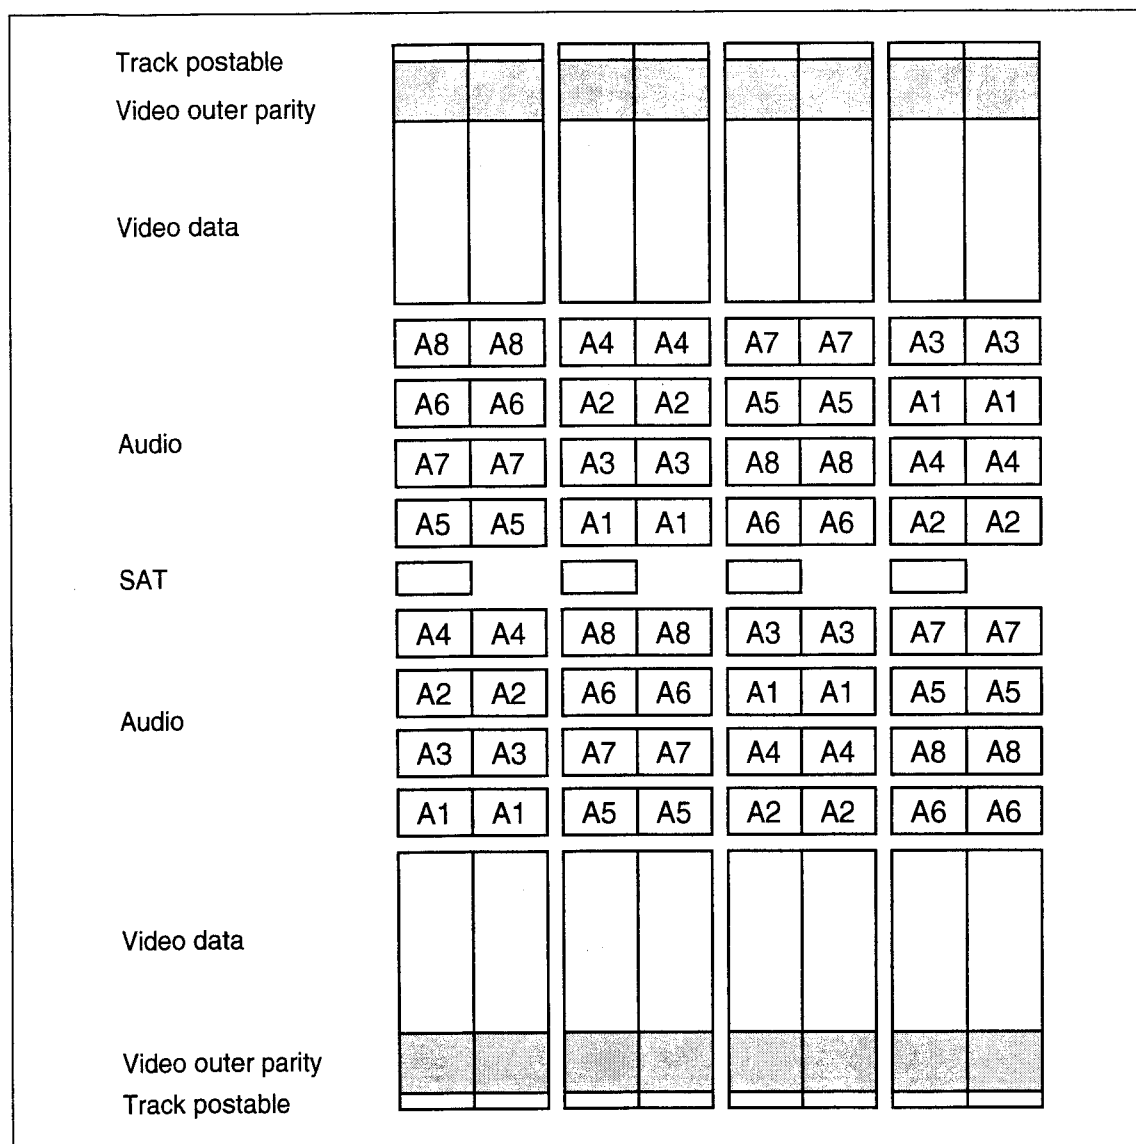 Track postable
Video outer parity
Video data
A8 A8 A4 A4 A7 A7 A3 A3
A6 A6 A2 A2 A5 A5 A1 A1
Audio
A7 A7 A3 A3 A8 A8 A4 A4
A5 A5 A1 A1 A6 A6 A2 A2
SAT
A4 A4 A8 A8 A3 A3 A7 A7
A2 A2 A6 A6 A1 A1 A5 A5
Audio
A3 A3 A7 A7 A4 A4 A8 A8
A1 A1 A5 A5 A2 A2 A6 A6
Video data
Video outer parity
Track postable